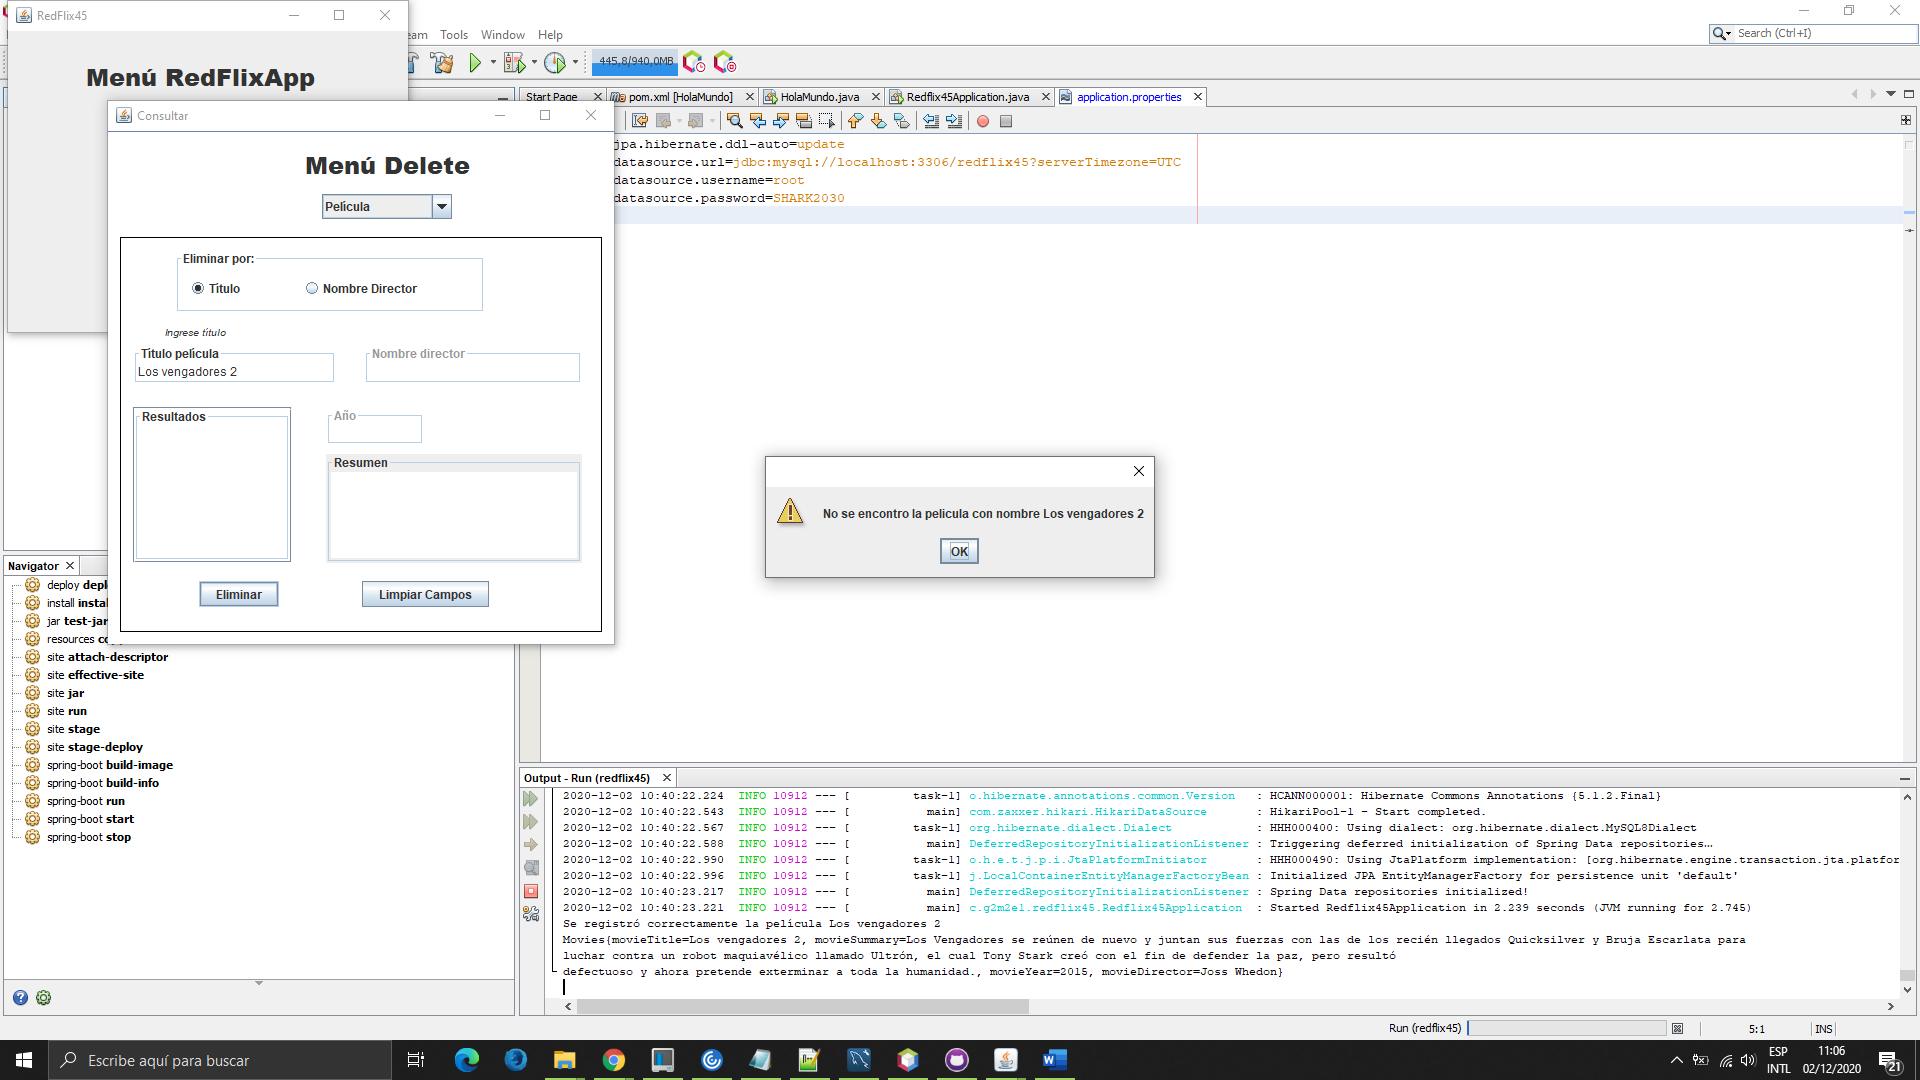 RedFlix45
Menú RedFlixApp
Tools Window Help
Search (Ctrl+I)
445,8/940,0MB
Start Page
pom.xml [HolaMundo]
HolaMundo.java
Redflix45Application.java
application.properties
jpa.hibernate.ddl-auto=update
datasource.url=jdbc:mysql://localhost:3306/redflix45?serverTimezone=UTC
datasource.username=root
datasource.password=SHARK2030
Consultar
Menú Delete
Película
Eliminar por:
Título
Nombre Director
Ingrese título
Título película
Los vengadores 2
Nombre director
Resultados
Año
Resumen
Eliminar
Limpiar Campos
No se encontro la pelicula con nombre Los vengadores 2
OK
Navigator
deploy
install
jar test-jar
resources
site attach-descriptor
site effective-site
site jar
site run
site stage
site stage-deploy
spring-boot build-image
spring-boot build-info
spring-boot run
spring-boot start
spring-boot stop
Output - Run (redflix45)
2020-12-02 10:40:22.224 INFO 10912 --- [ task-1] o.hibernate.annotations.common.Version : HCANN000001: Hibernate Commons Annotations {5.1.2.Final}
2020-12-02 10:40:22.543 INFO 10912 --- [ main] com.zaxxer.hikari.HikariDataSource : HikariPool-1 - Start completed.
2020-12-02 10:40:22.567 INFO 10912 --- [ task-1] org.hibernate.dialect.Dialect : HHH000400: Using dialect: org.hibernate.dialect.MySQL8Dialect
2020-12-02 10:40:22.588 INFO 10912 --- [ main] DeferredRepositoryInitializationListener : Triggering deferred initialization of Spring Data repositories…
2020-12-02 10:40:22.990 INFO 10912 --- [ task-1] o.h.e.t.j.p.i.JtaPlatformInitiator : HHH000490: Using JtaPlatform implementation: [org.hibernate.engine.transaction.jta.platfor
2020-12-02 10:40:22.996 INFO 10912 --- [ task-1] j.LocalContainerEntityManagerFactoryBean : Initialized JPA EntityManagerFactory for persistence unit 'default'
2020-12-02 10:40:23.217 INFO 10912 --- [ main] DeferredRepositoryInitializationListener : Spring Data repositories initialized!
2020-12-02 10:40:23.221 INFO 10912 --- [ main] c.g2m2e1.redflix45.Redflix45Application : Started Redflix45Application in 2.239 seconds (JVM running for 2.745)
Se registró correctamente la película Los vengadores 2
Movies{movieTitle=Los vengadores 2, movieSummary=Los Vengadores se reúnen de nuevo y juntan sus fuerzas con las de los recién llegados Quicksilver y Bruja Escarlata para
luchar contra un robot maquiavélico llamado Ultrón, el cual Tony Stark creó con el fin de defender la paz, pero resultó
defectuoso y ahora pretende exterminar a toda la humanidad., movieYear=2015, movieDirector=Joss Whedon}
Run (redflix45)
5:1
INS
Escribe aquí para buscar
ESP
INTL
11:06
02/12/2020
21